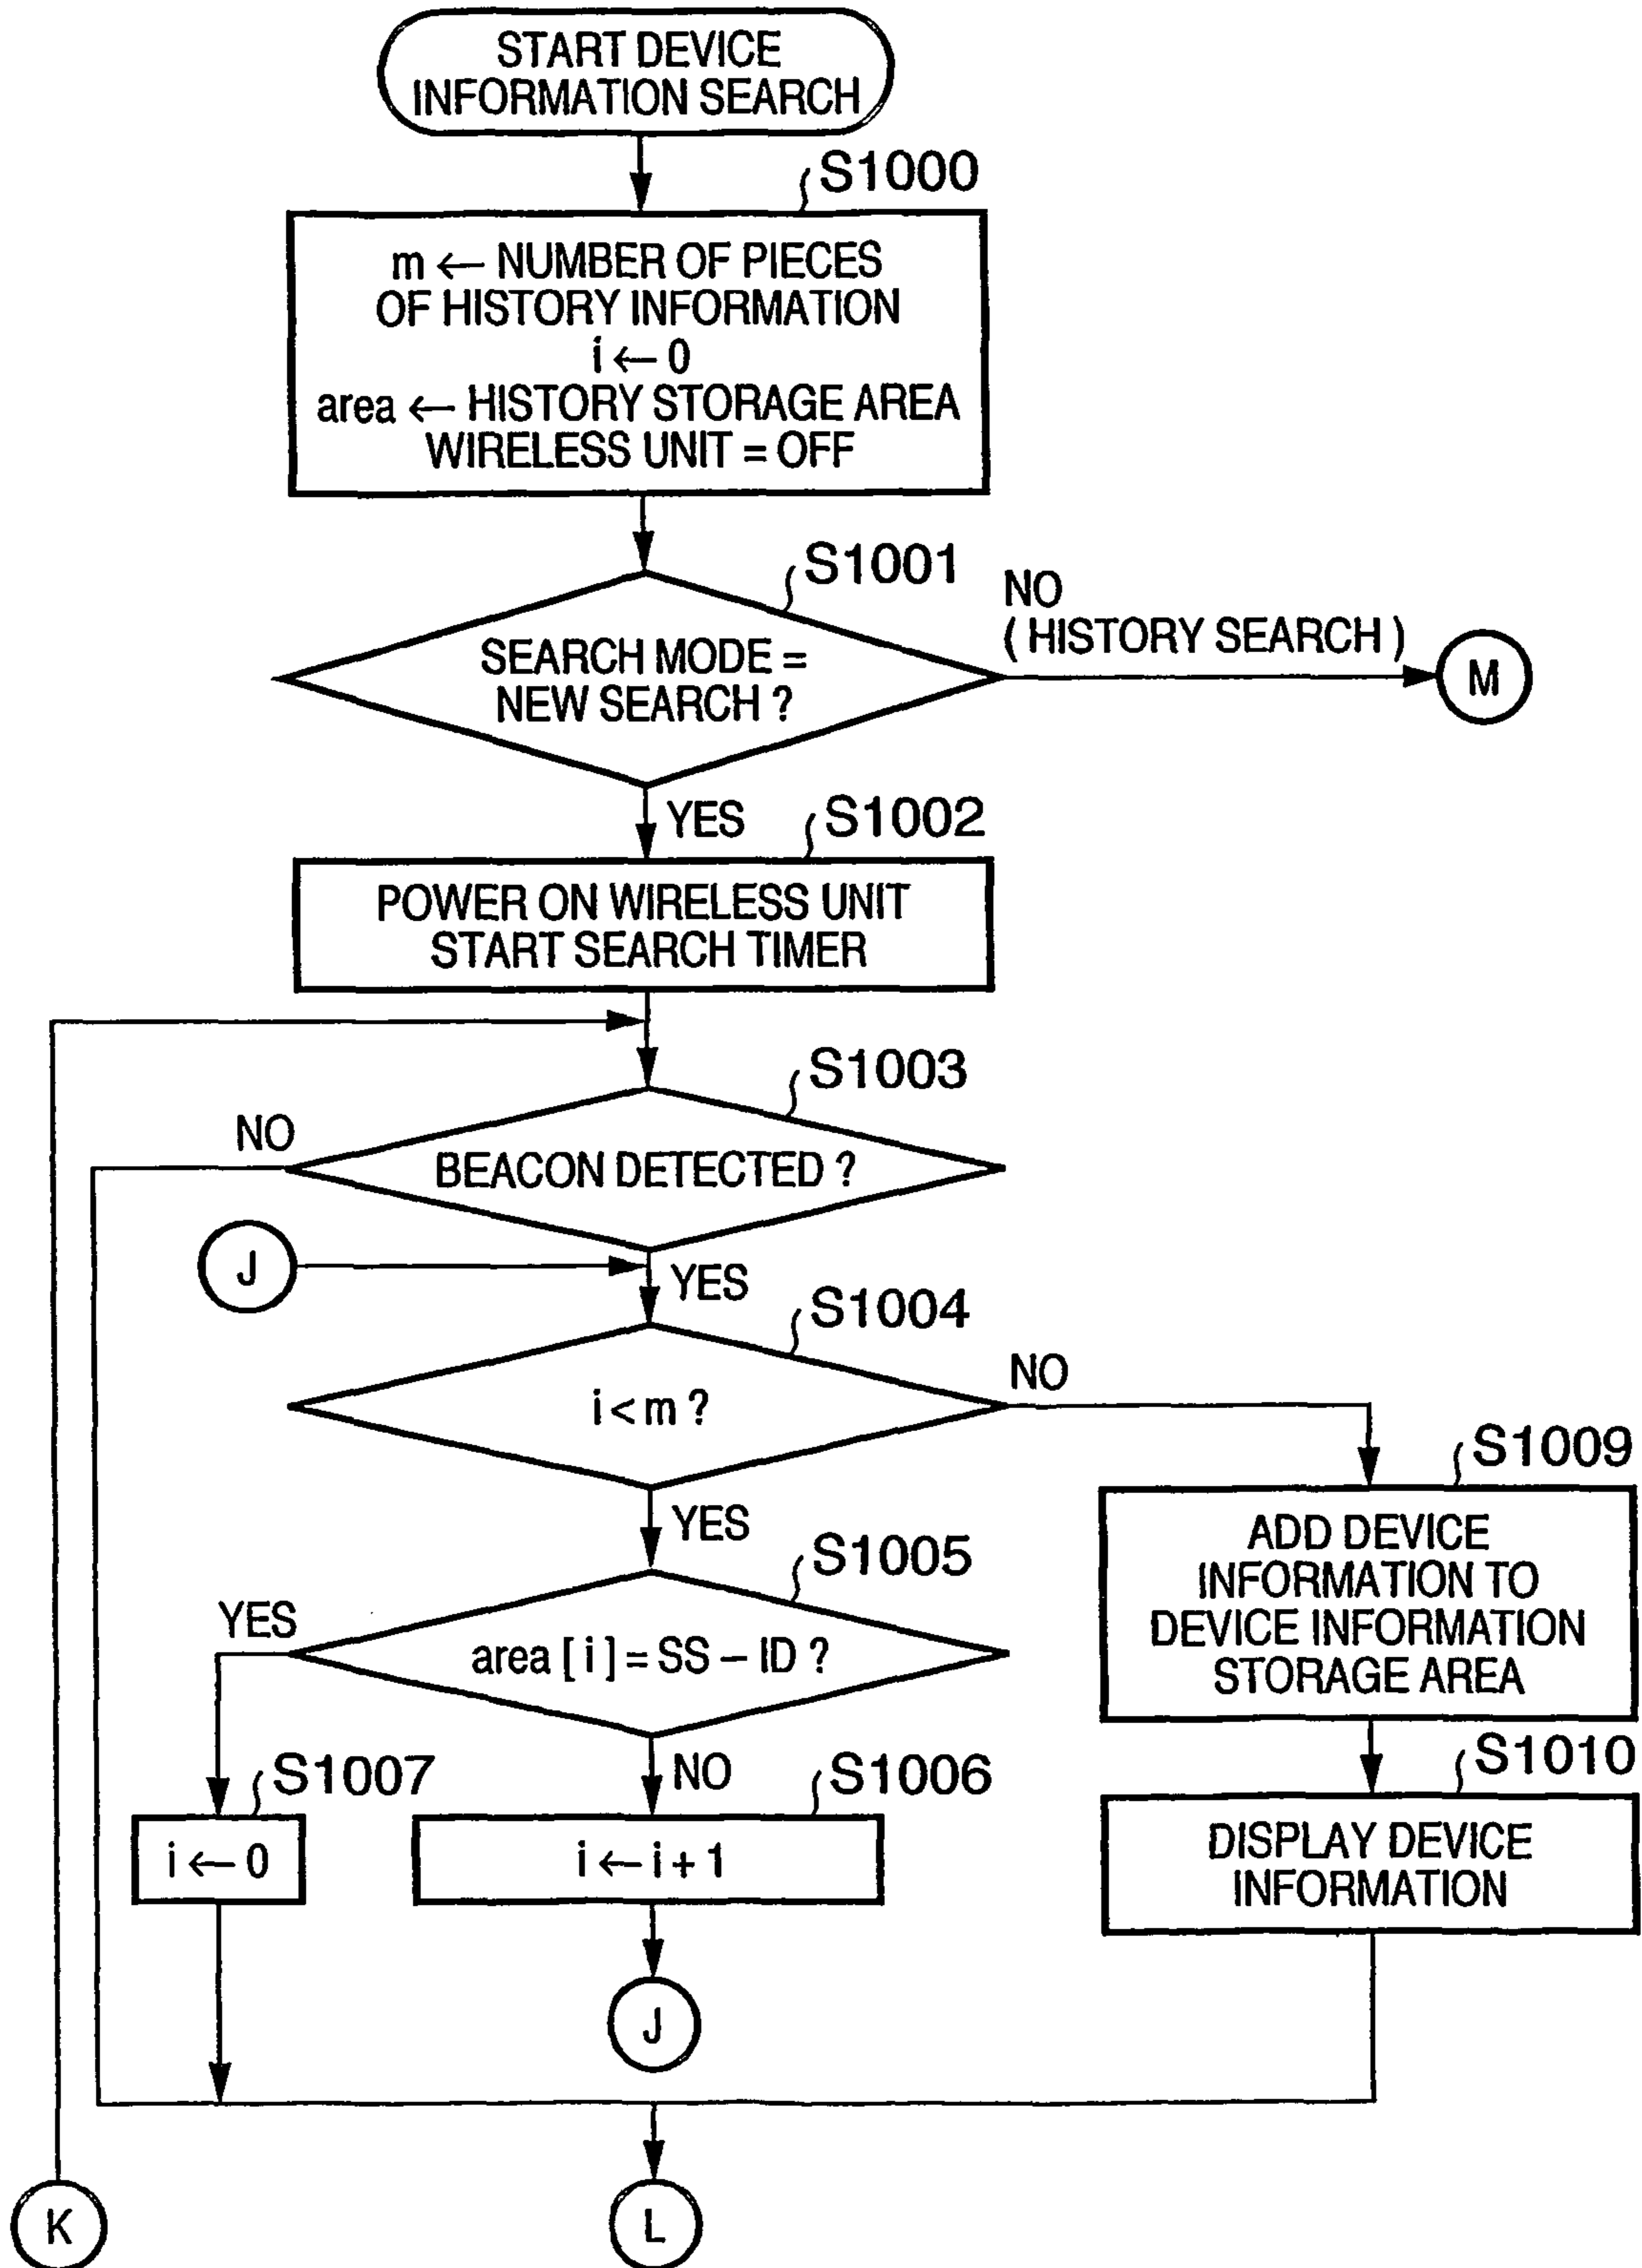 START DEVICE
INFORMATION SEARCH
S1000
m ← NUMBER OF PIECES
OF HISTORY INFORMATION
i ← 0
area ← HISTORY STORAGE AREA
WIRELESS UNIT = OFF
S1001
NO
( HISTORY SEARCH )
SEARCH MODE =
NEW SEARCH ?
M
YES
S1002
POWER ON WIRELESS UNIT
START SEARCH TIMER
S1003
NO
BEACON DETECTED ?
J
YES
S1004
NO
i < m ?
S1009
YES
ADD DEVICE
INFORMATION TO
DEVICE INFORMATION
STORAGE AREA
S1005
YES
area [ i ] = SS – ID ?
S1007
NO
S1006
S1010
i ← 0
i ← i + 1
DISPLAY DEVICE
INFORMATION
J
K
L